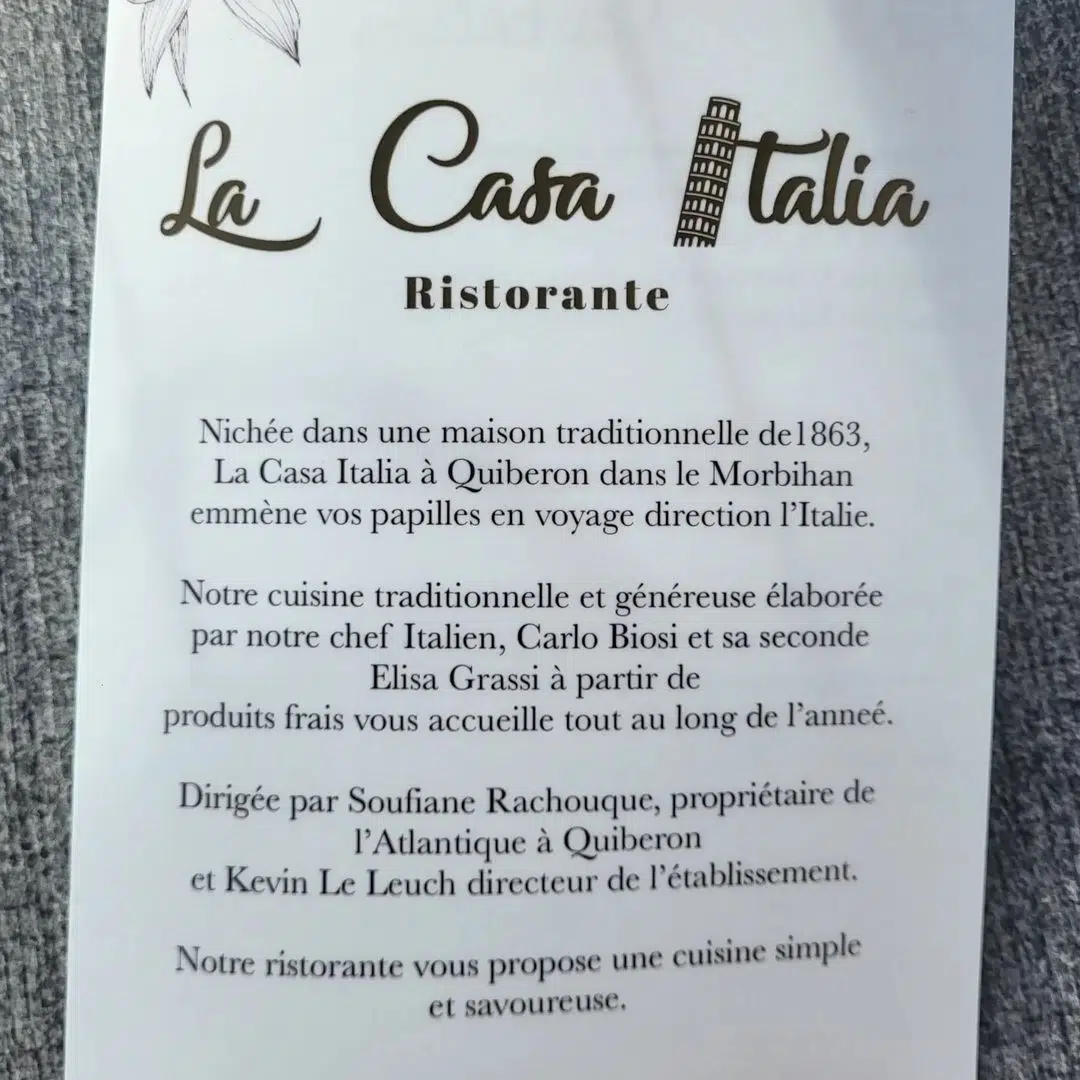 La Casa Italia
Ristorante
Nichée dans une maison traditionnelle de1863,
La Casa Italia à Quiberon dans le Morbihan
emmène vos papilles en voyage direction l'Italie.
Notre cuisine traditionnelle et généreuse élaborée
par notre chef Italien, Carlo Biosi et sa seconde
Elisa Grassi à partir de
produits frais vous accueille tout au long de l'anneé.
Dirigée par Soufiane Rachouque, propriétaire de
l'Atlantique à Quiberon
et Kevin Le Leuch directeur de l'établissement.
Notre ristorante vous propose une cuisine simple
et savoureuse.